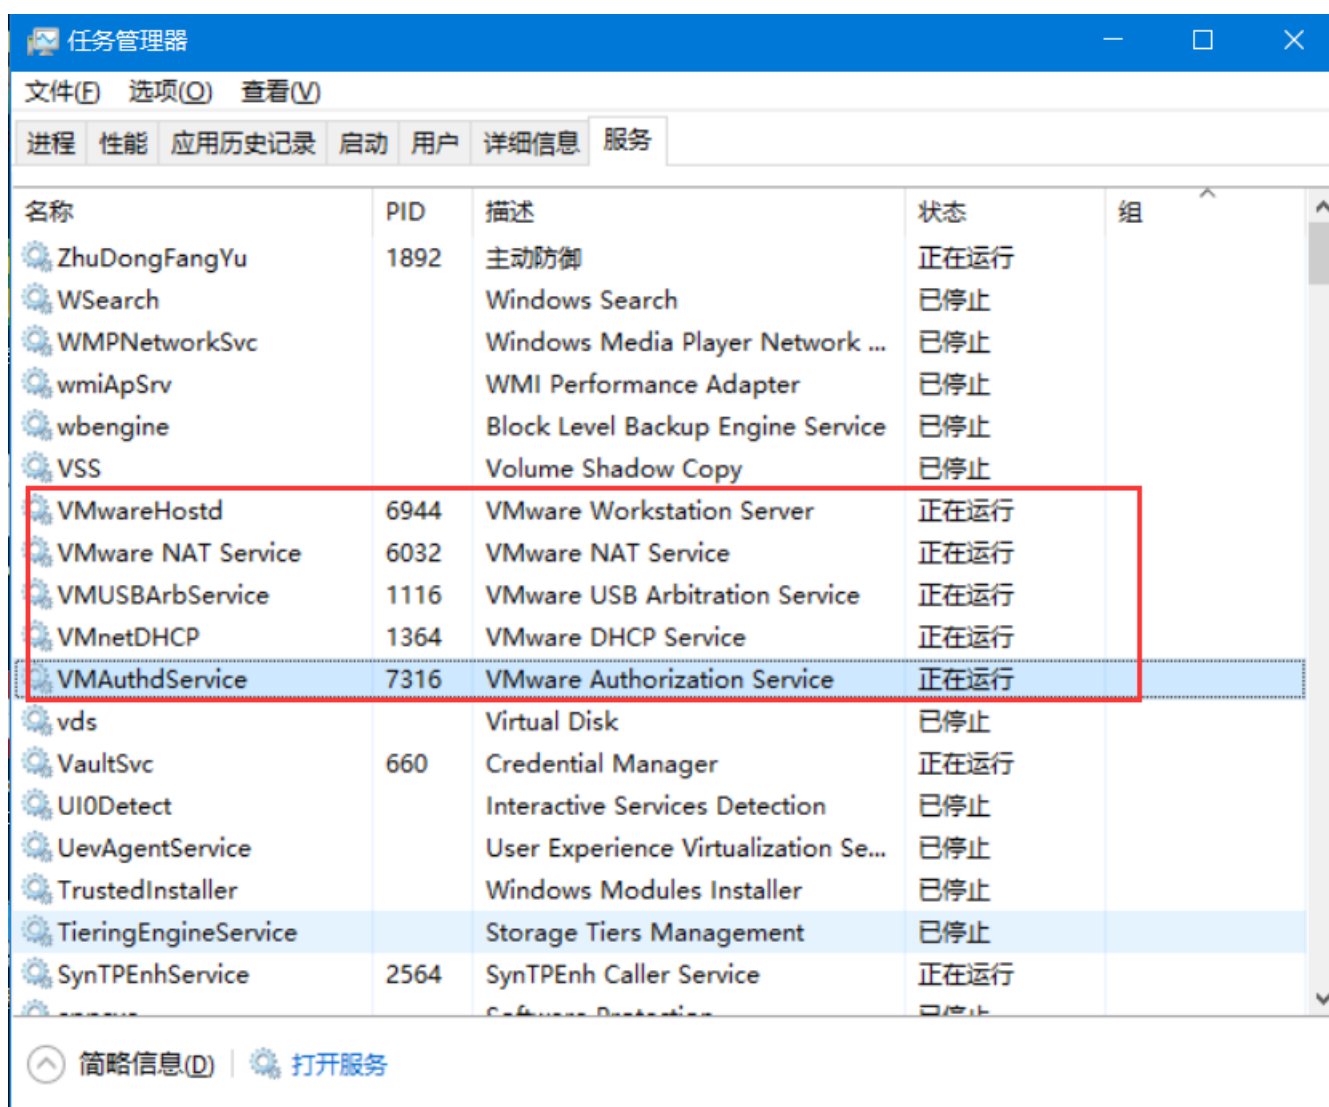 任务管理器
文件(F) 选项(O) 查看(V)
进程 性能 应用历史记录 启动 用户 详细信息 服务
名称 PID 描述 状态 组
ZhuDongFangYu 1892 主动防御 正在运行
WSearch Windows Search 已停止
WMPNetworkSvc Windows Media Player Network ... 已停止
wmiApSrv WMI Performance Adapter 已停止
wbengine Block Level Backup Engine Service 已停止
VSS Volume Shadow Copy 已停止
VMwareHostd 6944 VMware Workstation Server 正在运行
VMware NAT Service 6032 VMware NAT Service 正在运行
VMUSBArbService 1116 VMware USB Arbitration Service 正在运行
VMnetDHCP 1364 VMware DHCP Service 正在运行
VMAuthdService 7316 VMware Authorization Service 正在运行
vds Virtual Disk 已停止
VaultSvc 660 Credential Manager 正在运行
UI0Detect Interactive Services Detection 已停止
UevAgentService User Experience Virtualization Se... 已停止
TrustedInstaller Windows Modules Installer 已停止
TieringEngineService Storage Tiers Management 已停止
SynTPEnhService 2564 SynTPEnh Caller Service 正在运行
Software Protection 已停止
简略信息(D) 打开服务